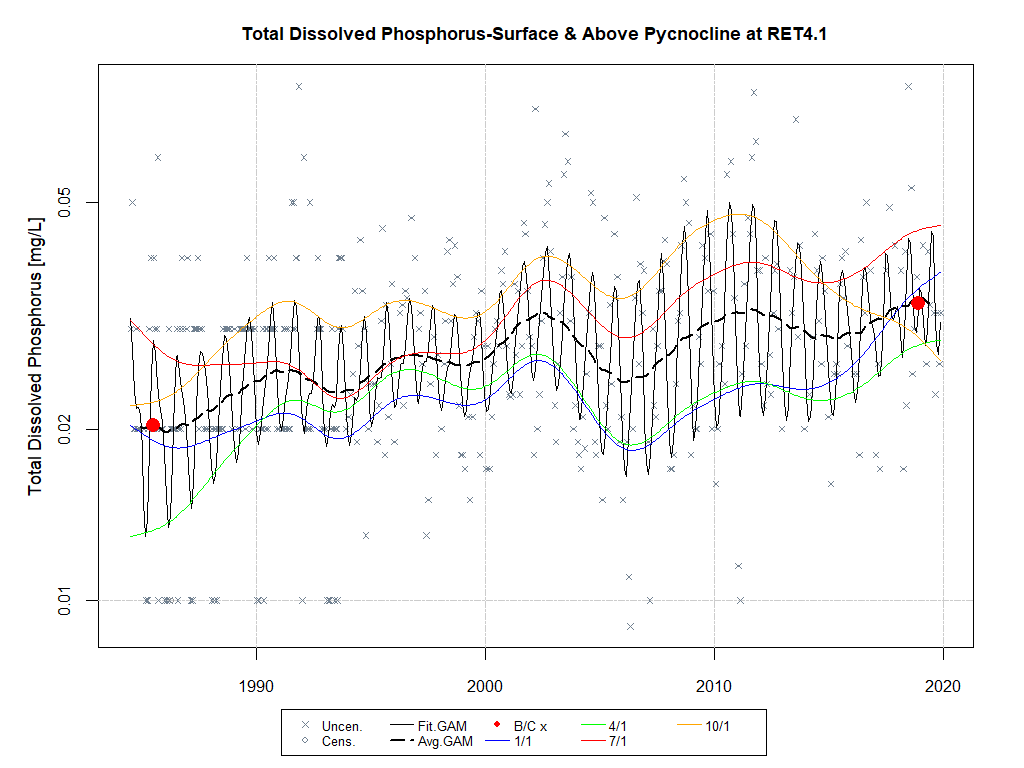 Total Dissolved Phosphorus-Surface & Above Pycnocline at RET4.1
Total Dissolved Phosphorus [mg/L]
0.05
0.02
0.01
1990 2000 2010 2020
Uncen. Fit.GAM B/C x 4/1 10/1
Cens. Avg.GAM 1/1 7/1